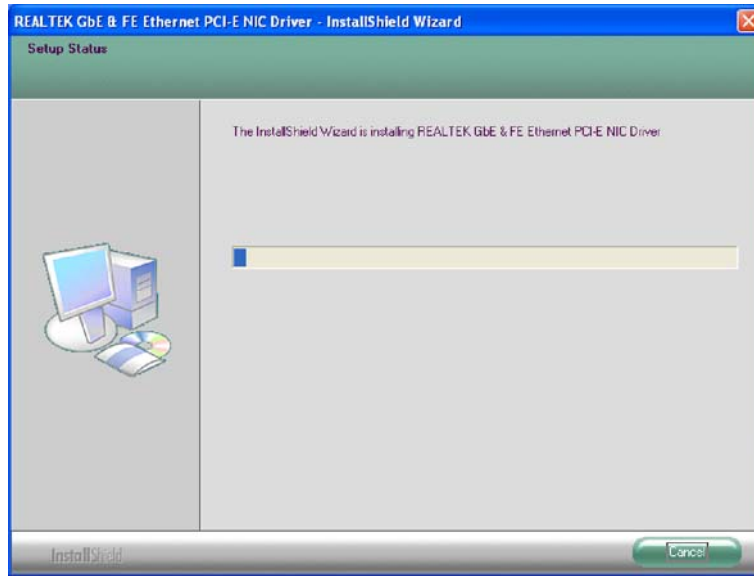 REALTEK GbE & FE Ethernet PCI-E NIC Driver - InstallShield Wizard
Setup Status
The InstallShield Wizard is installing REALTEK GbE & FE Ethernet PCI-E NIC Driver
InstallShield
Cancel